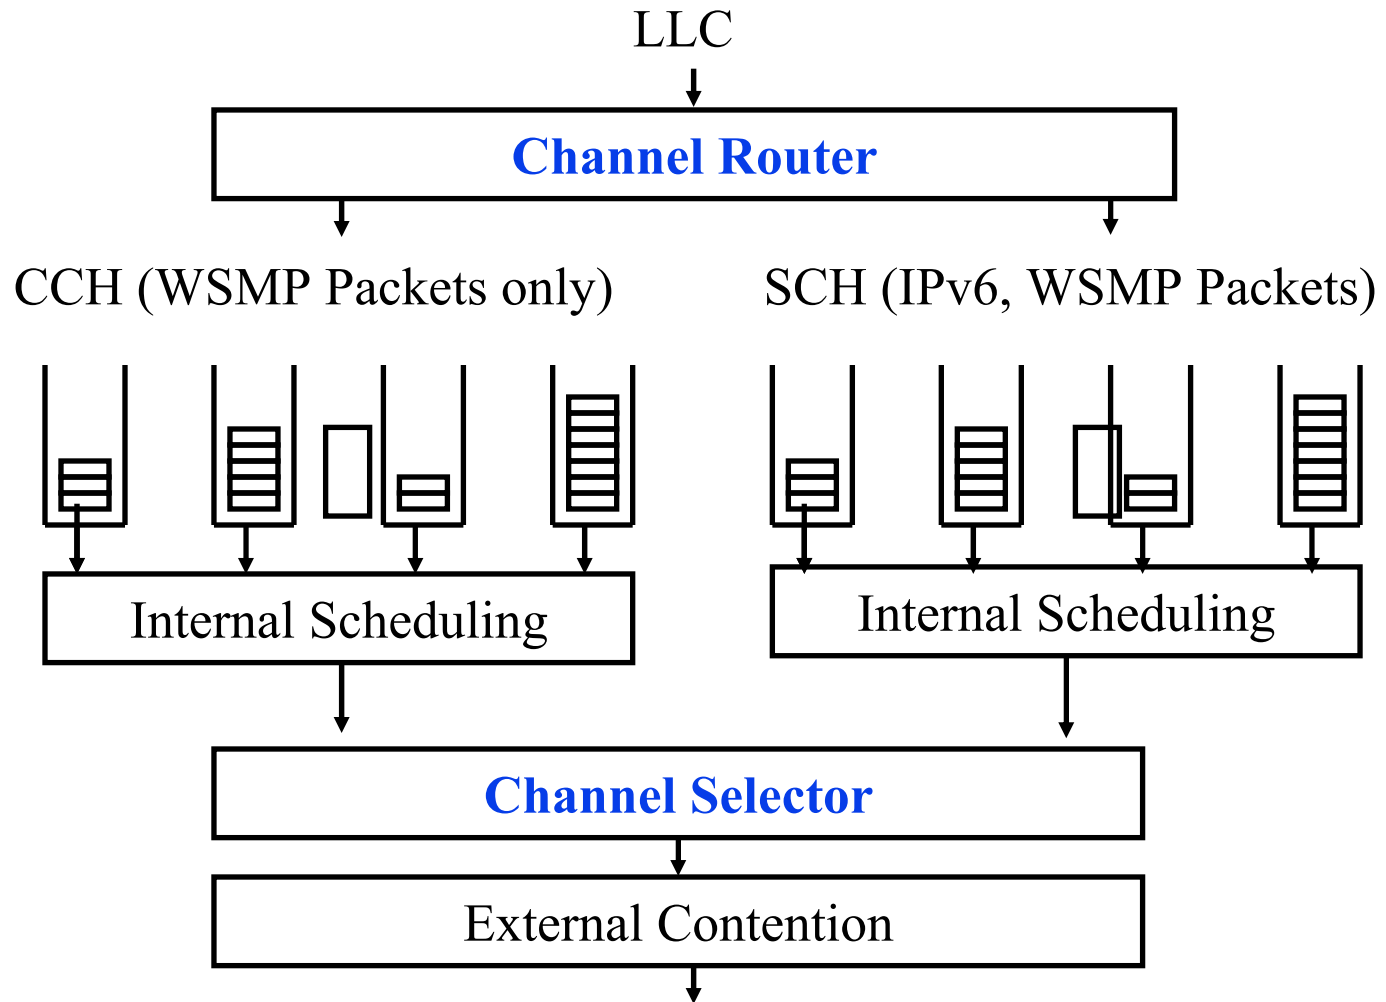 LLC
Channel Router
CCH (WSMP Packets only)
SCH (IPv6, WSMP Packets)
Internal Scheduling
Internal Scheduling
Channel Selector
External Contention